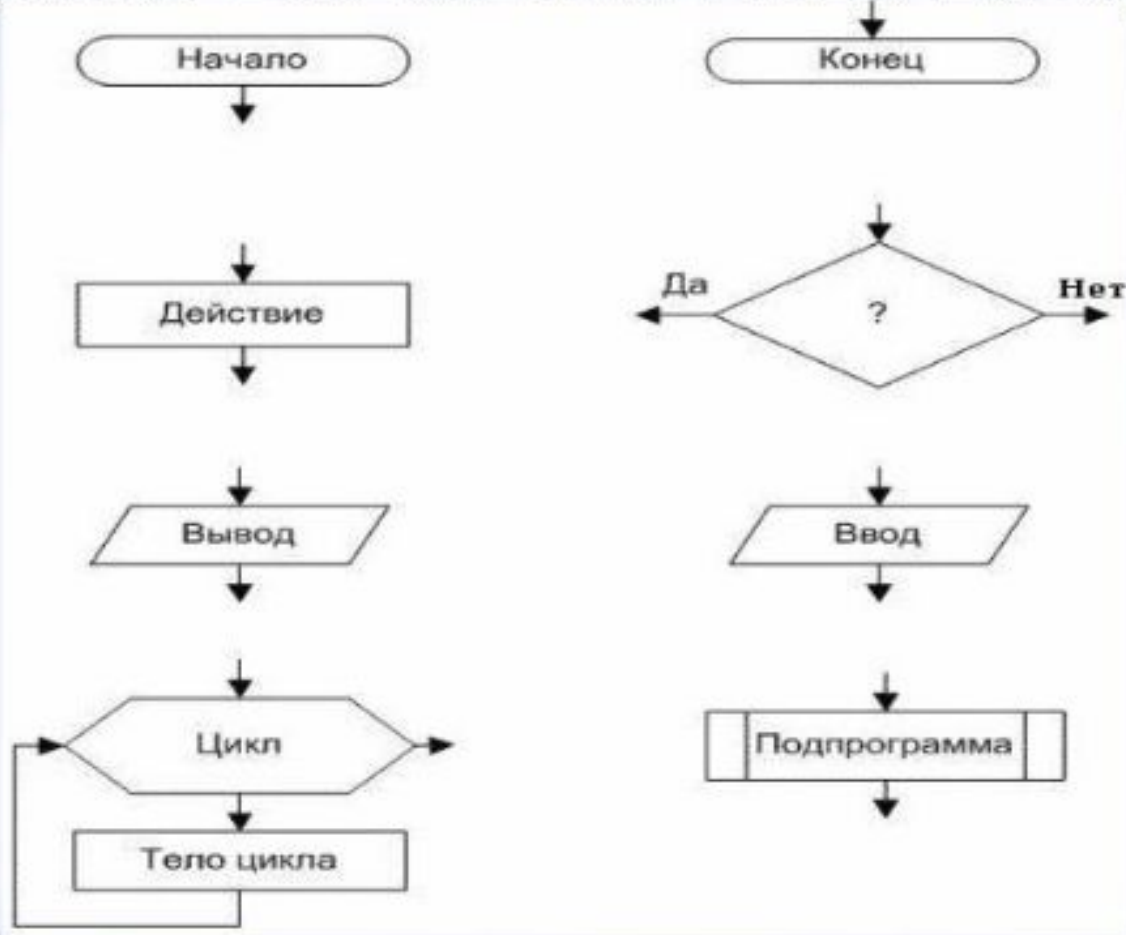 Начало
Конец
Действие
Да
?
Нет
Вывод
Ввод
Цикл
Подпрограмма
Тело цикла